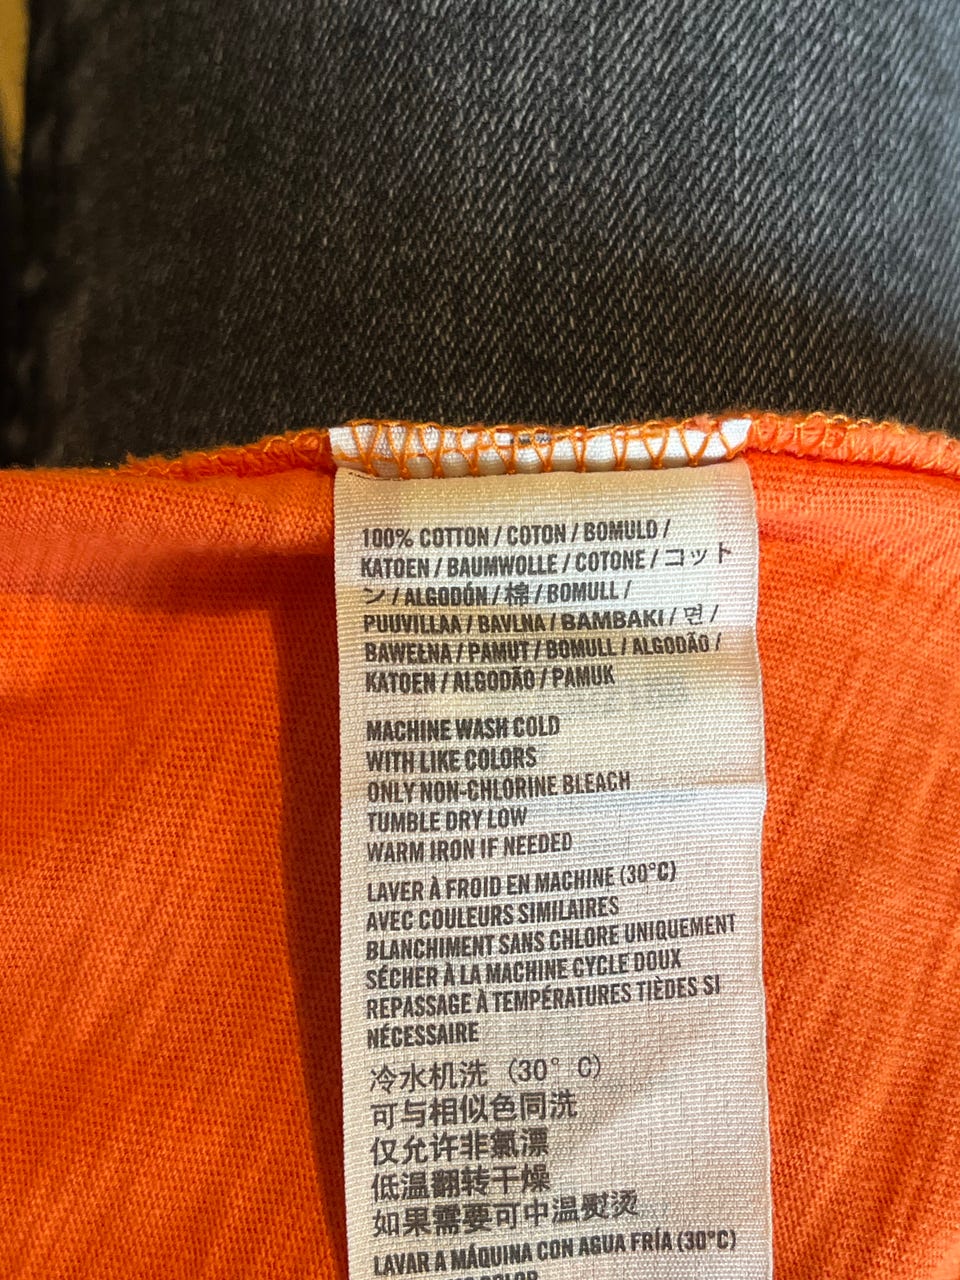 100% COTTON / COTON / BOMULD /
KATOEN / BAUMWOLLE / COTONE / コット
ン / ALGODÓN / 棉 / BOMULL /
PUUVILLAA / BAVLNA / BAMBAKI / 면 /
BAWEŁNA / PAMUT / BOMULL / ALGODÃO /
KATOEN / ALGODÃO / PAMUK
MACHINE WASH COLD
WITH LIKE COLORS
ONLY NON-CHLORINE BLEACH
TUMBLE DRY LOW
WARM IRON IF NEEDED
LAVER À FROID EN MACHINE (30°C)
AVEC COULEURS SIMILAIRES
BLANCHIMENT SANS CHLORE UNIQUEMENT
SÉCHER À LA MACHINE CYCLE DOUX
REPASSAGE À TEMPÉRATURES TIÈDES SI
NÉCESSAIRE
冷水机洗 (30° C)
可与相似色同洗
仅允许非氯漂
低温翻转干燥
如果需要可中温熨烫
LAVAR A MÁQUINA CON AGUA FRÍA (30°C)